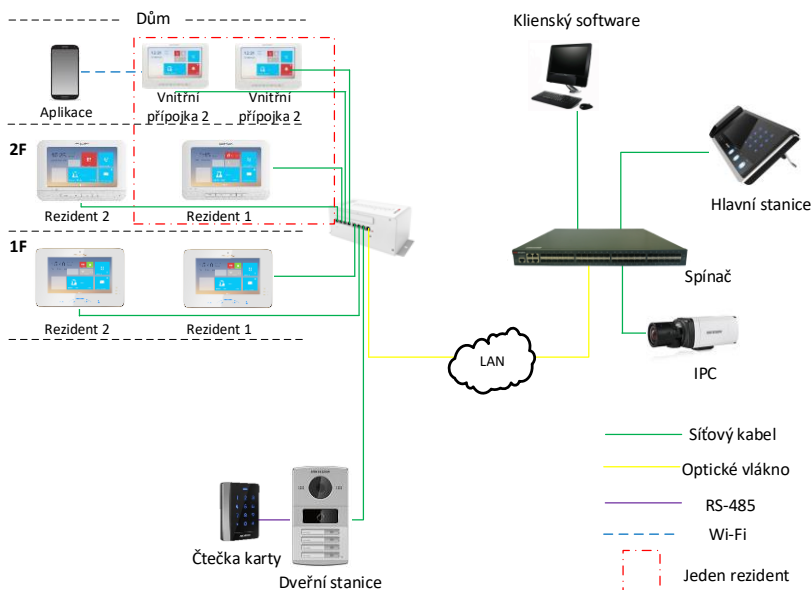 Dům
Klienský software
Aplikace
Vnitřní
přípojka 2
Vnitřní
přípojka 2
2F
Rezident 2
Rezident 1
Hlavní stanice
1F
Spínač
Rezident 2
Rezident 1
LAN
IPC
Síťový kabel
Optické vlákno
RS-485
Wi-Fi
Jeden rezident
Čtečka karty
Dveřní stanice